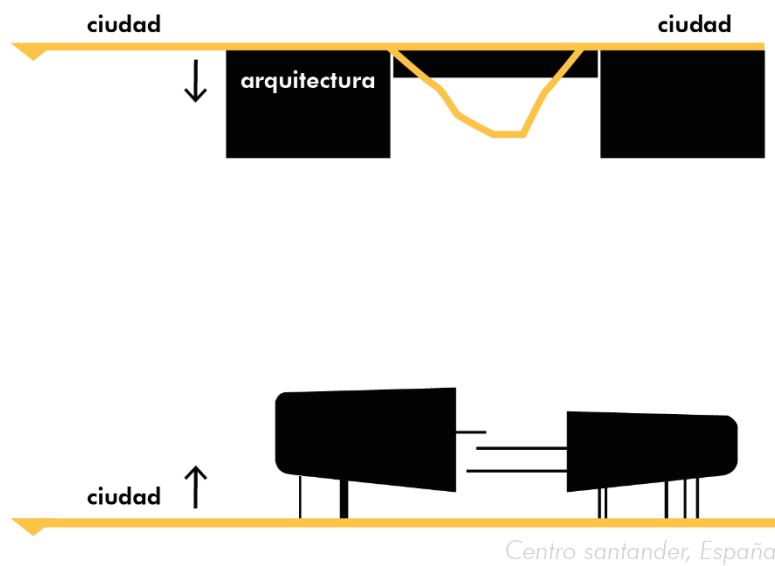 ciudad
ciudad
arquitectura
ciudad
Centro santander, España